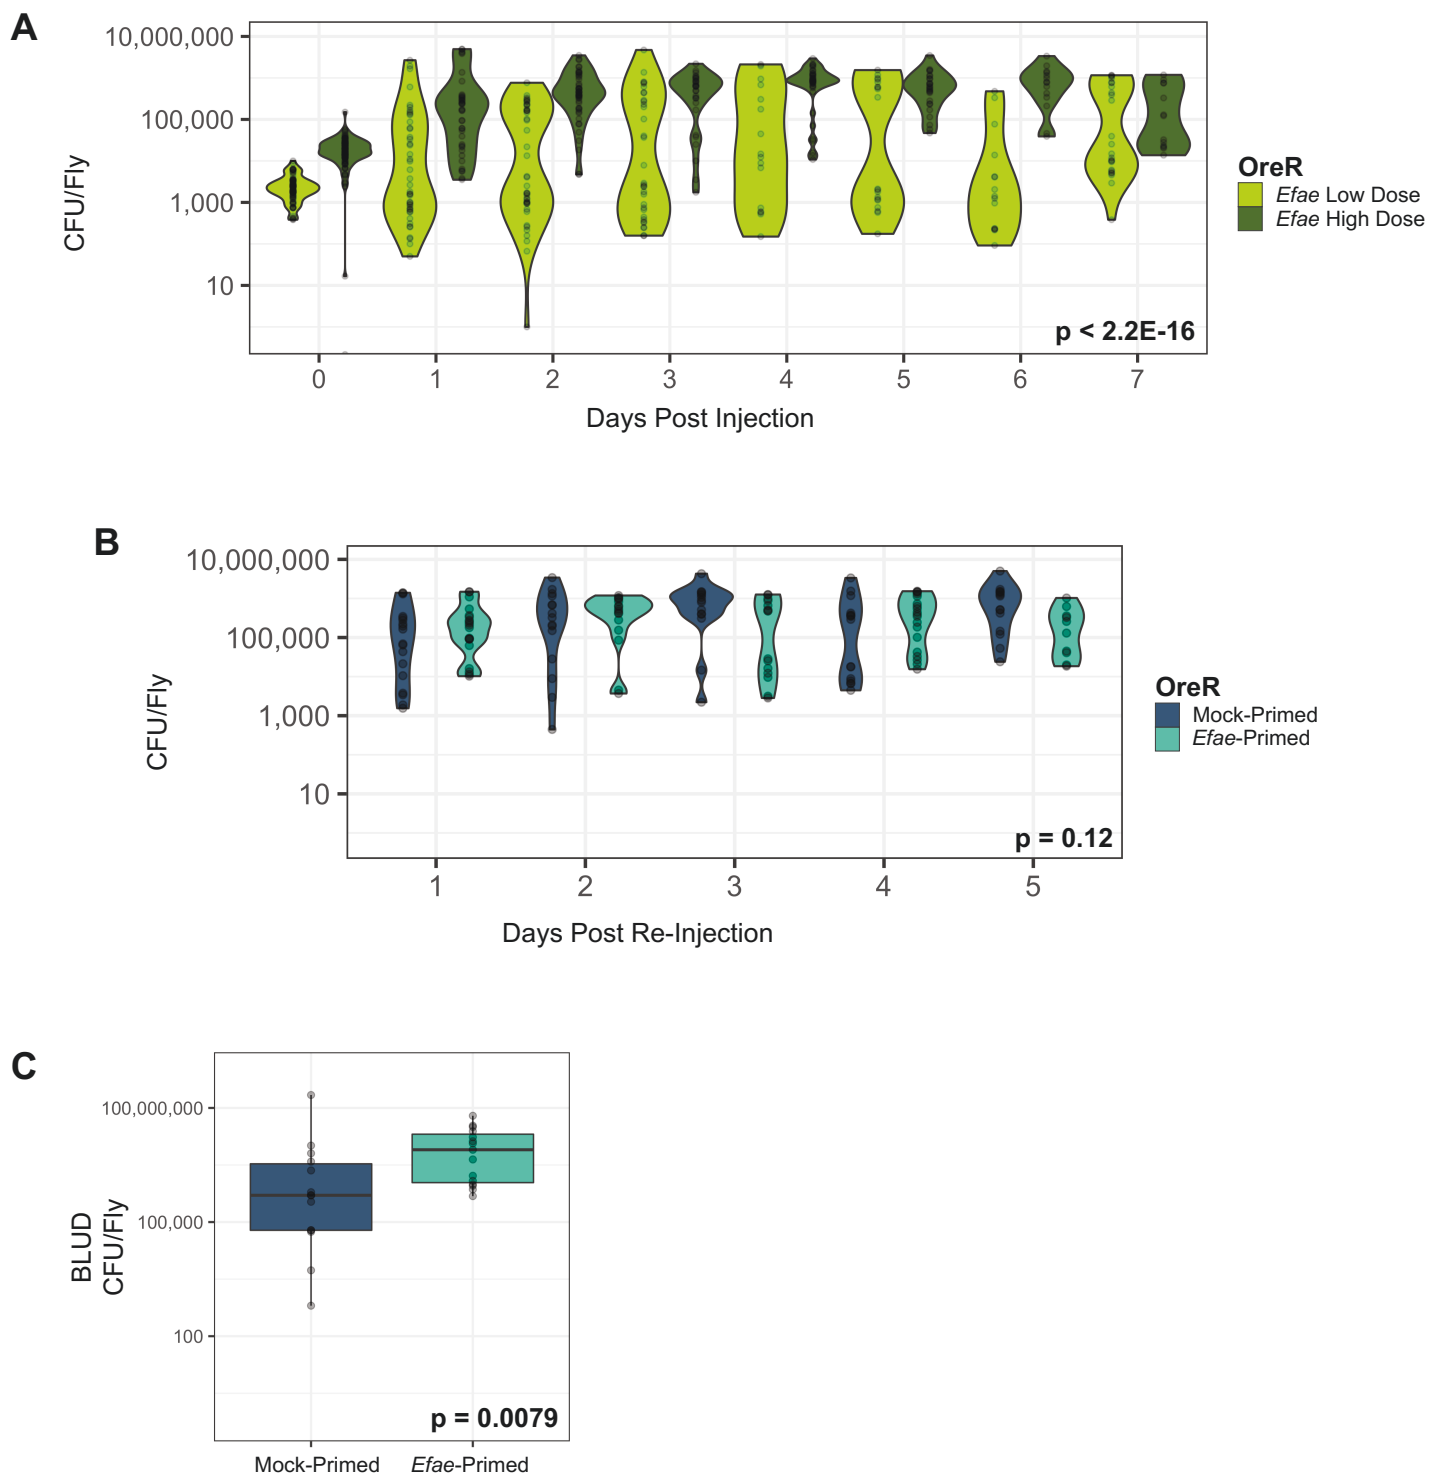 A
10,000,000
100,000
1,000
10
CFU/Fly
p < 2.2E-16
0 1 2 3 4 5 6 7
Days Post Injection
OreR
Efae Low Dose
Efae High Dose
B
10,000,000
100,000
1,000
10
CFU/Fly
p = 0.12
1 2 3 4 5
Days Post Re-Injection
OreR
Mock-Primed
Efae-Primed
C
100,000,000
100,000
100
BLUD
CFU/Fly
p = 0.0079
Mock-Primed Efae-Primed